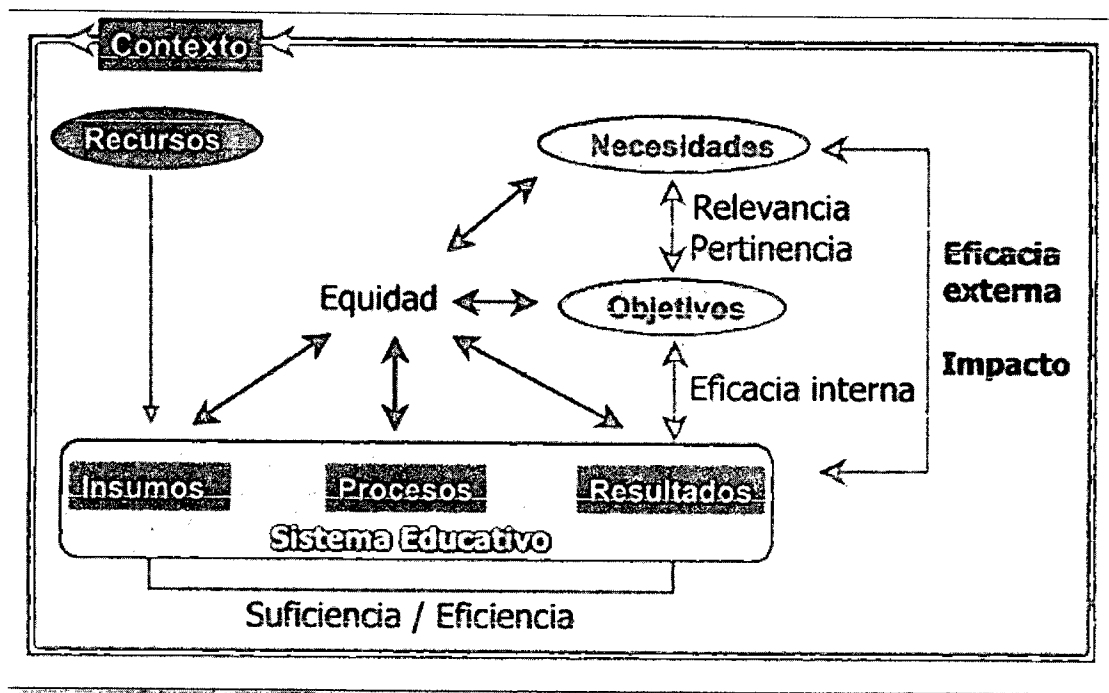 Contexto
Recursos
Necesidades
Relevancia
Pertinencia
Eficacia
externa
Equidad
Objetivos
Impacto
Eficacia interna
Insumos
Procesos
Resultados
Sistema Educativo
Suficiencia / Eficiencia